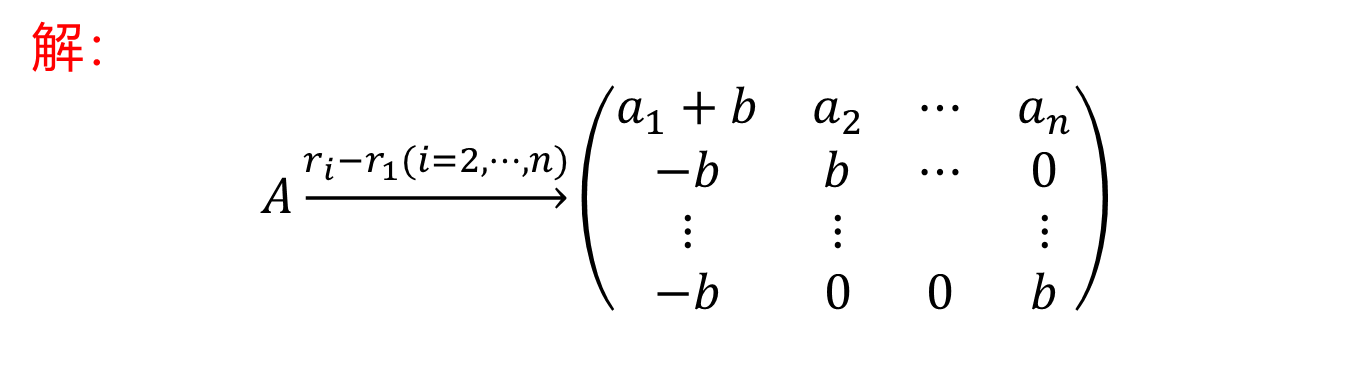 解：
A r_i−r_1(i=2,⋯,n) → ( a_1 + b a_2 ⋯ a_n
−b b ⋯ 0
⋮ ⋮ ⋮
−b 0 0 b )